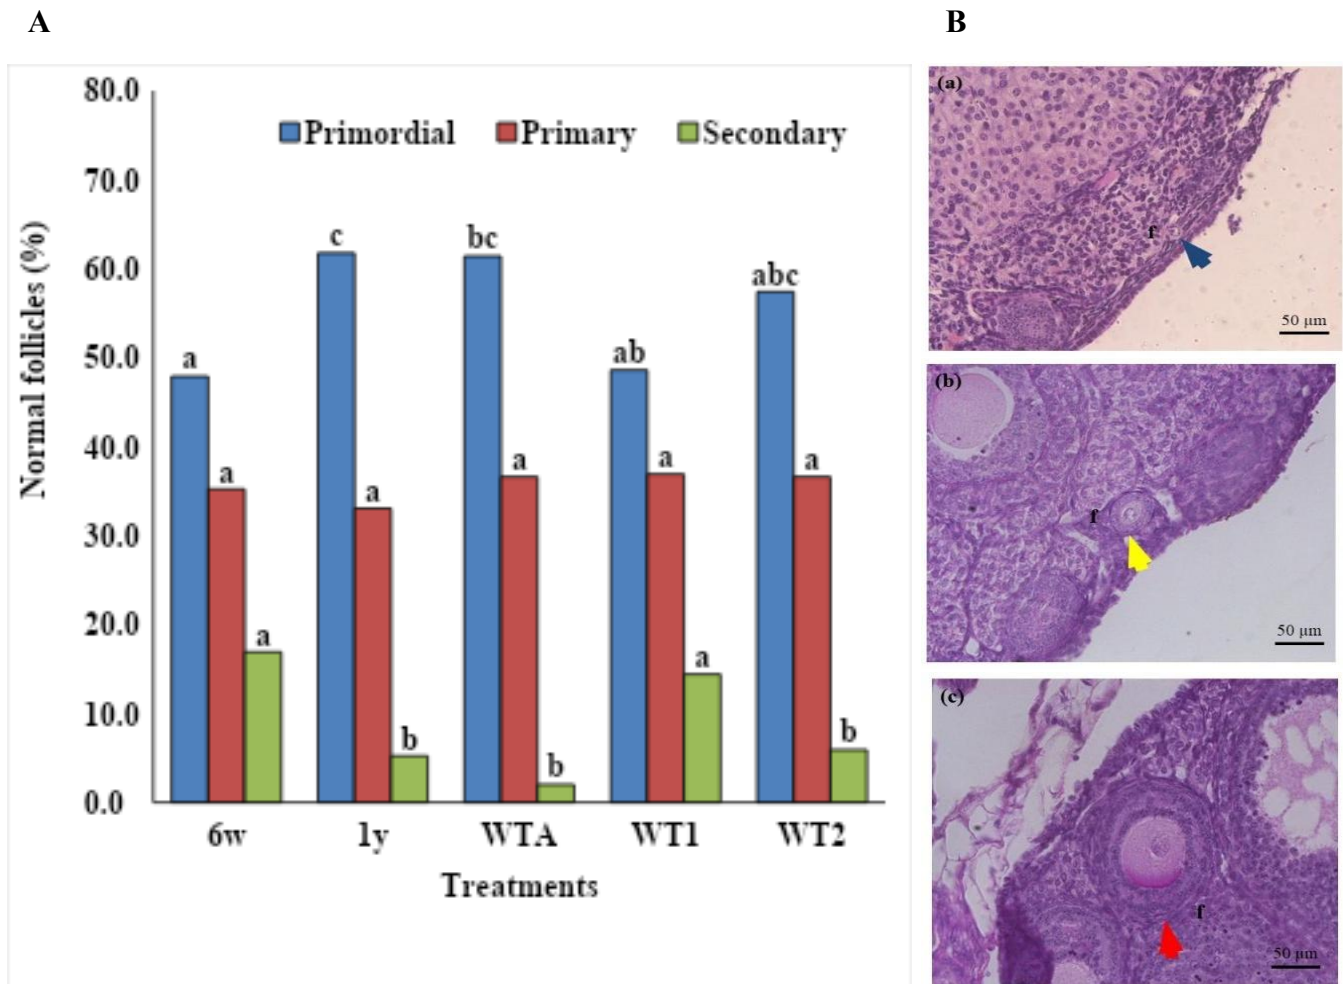 A
B
80.0
Primordial Primary Secondary
70.0
60.0
50.0
40.0
30.0
20.0
10.0
0.0
Normal follicles (%)
a a a
c a b
bc a b
ab a a
abc a b
6w 1y WTA WT1 WT2
Treatments
(a)
f
50 µm
(b)
f
50 µm
(c)
f
50 µm